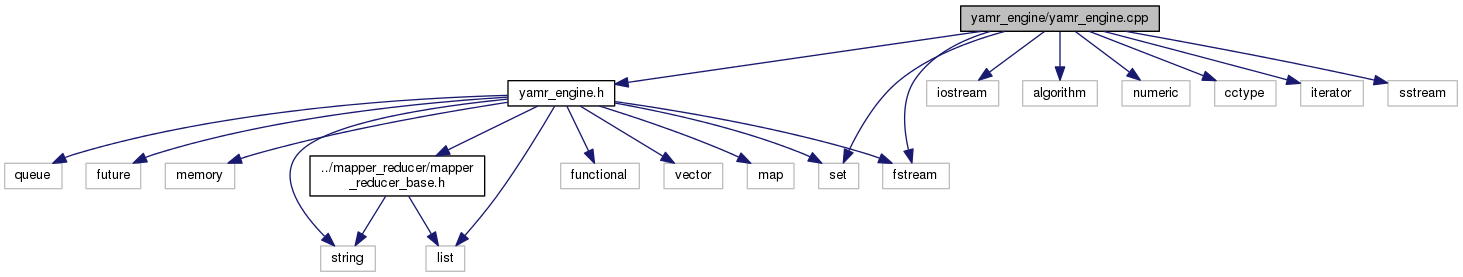 yamr_engine/yamr_engine.cpp
yamr_engine.h
iostream
algorithm
numeric
cctype
iterator
sstream
queue
future
memory
../mapper_reducer/mapper
_reducer_base.h
functional
vector
map
set
fstream
string
list